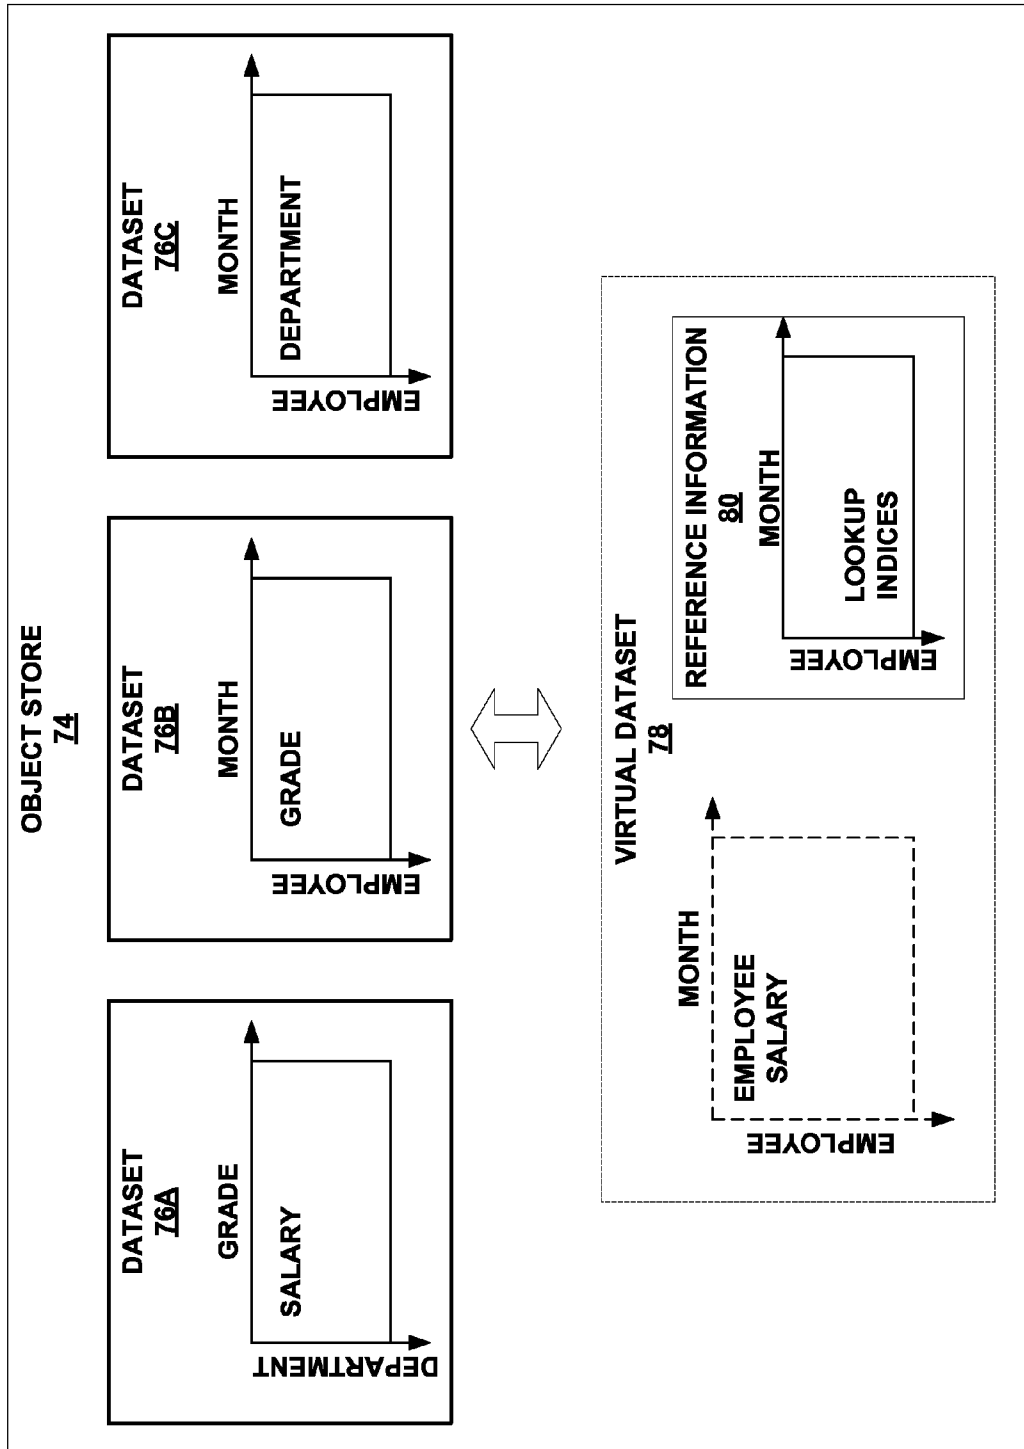 OBJECT STORE
74
DATASET
76A
GRADE
SALARY
DEPARTMENT
DATASET
76B
MONTH
GRADE
EMPLOYEE
DATASET
76C
MONTH
DEPARTMENT
EMPLOYEE
VIRTUAL DATASET
78
MONTH
EMPLOYEE
SALARY
EMPLOYEE
REFERENCE INFORMATION
80
MONTH
LOOKUP
INDICES
EMPLOYEE